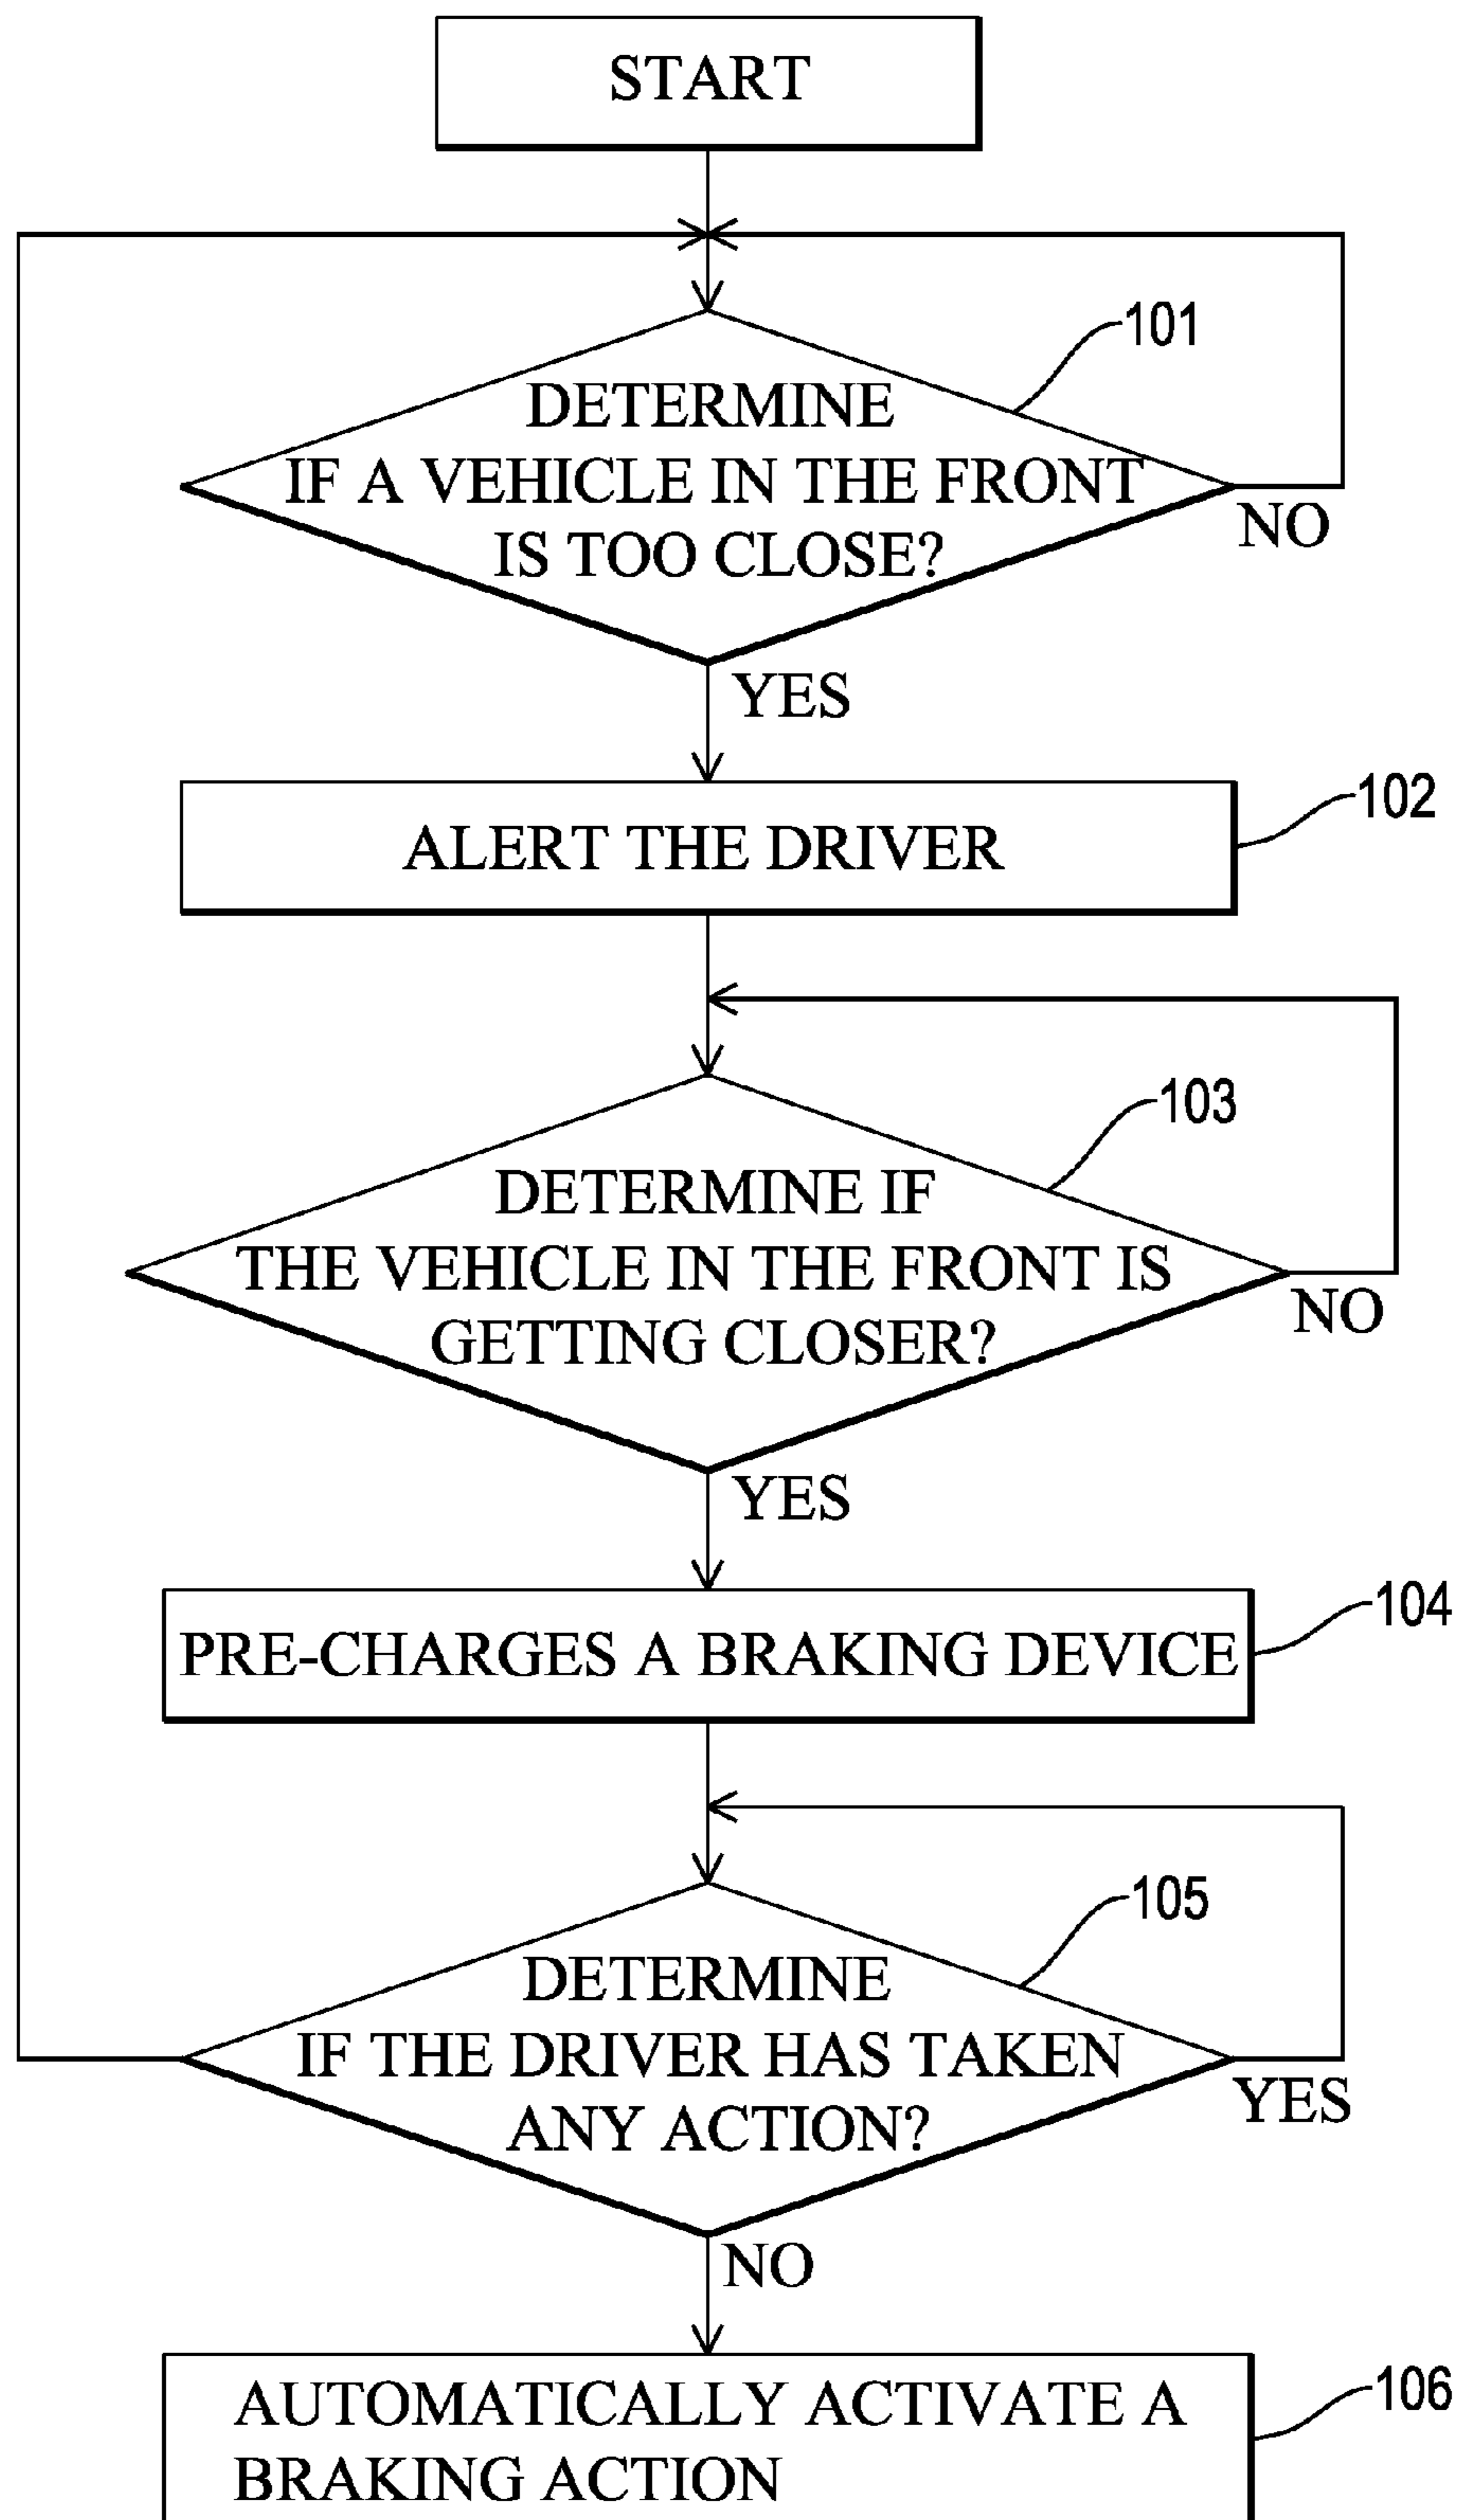 START
101
DETERMINE
IF A VEHICLE IN THE FRONT
IS TOO CLOSE?
NO
YES
102
ALERT THE DRIVER
103
DETERMINE IF
THE VEHICLE IN THE FRONT IS
GETTING CLOSER?
NO
YES
104
PRE-CHARGES A BRAKING DEVICE
105
DETERMINE
IF THE DRIVER HAS TAKEN
ANY ACTION?
YES
NO
106
AUTOMATICALLY ACTIVATE A
BRAKING ACTION